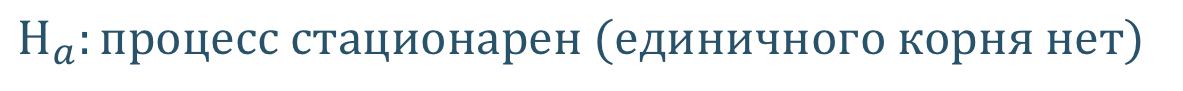 Hₐ: процесс стационарен (единичного корня нет)